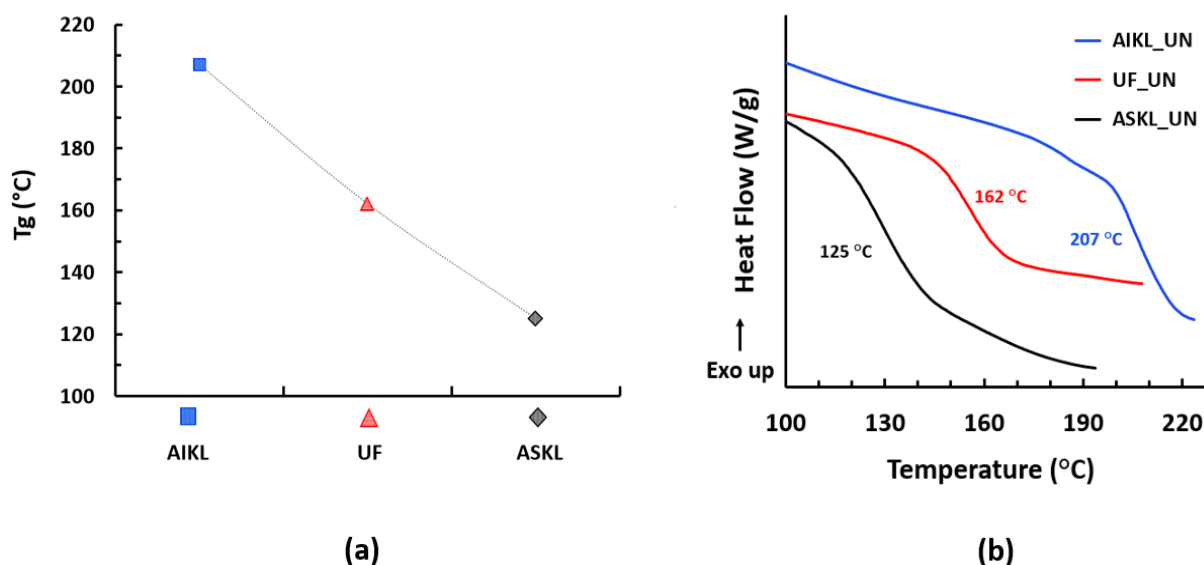 220
200
180
160
140
120
100
Tg (°C)
AIKL
UF
ASKL
(a)
AIKL_UN
UF_UN
ASKL_UN
Heat Flow (W/g)
Exo up
162 °C
207 °C
125 °C
100 130 160 190 220
Temperature (°C)
(b)